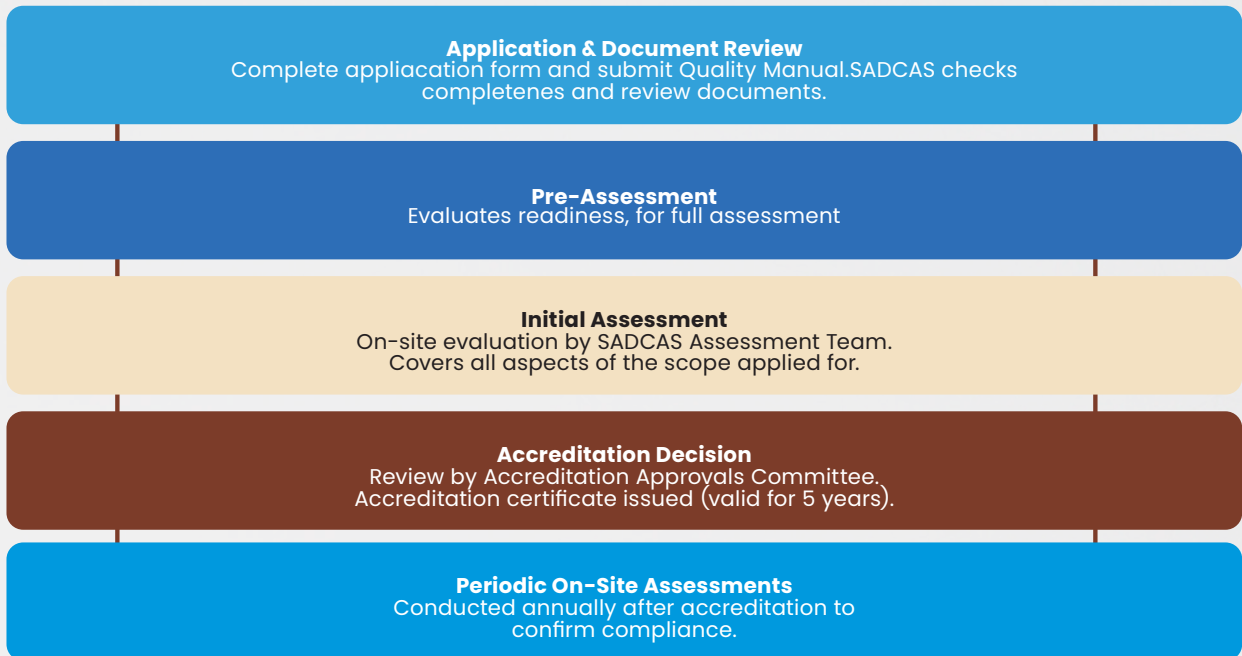 Application & Document Review
Complete appliacation form and submit Quality Manual.SADCAS checks
completenes and review documents.
Pre-Assessment
Evaluates readiness, for full assessment
Initial Assessment
On-site evaluation by SADCAS Assessment Team.
Covers all aspects of the scope applied for.
Accreditation Decision
Review by Accreditation Approvals Committee.
Accreditation certificate issued (valid for 5 years).
Periodic On-Site Assessments
Conducted annually after accreditation to
confirm compliance.